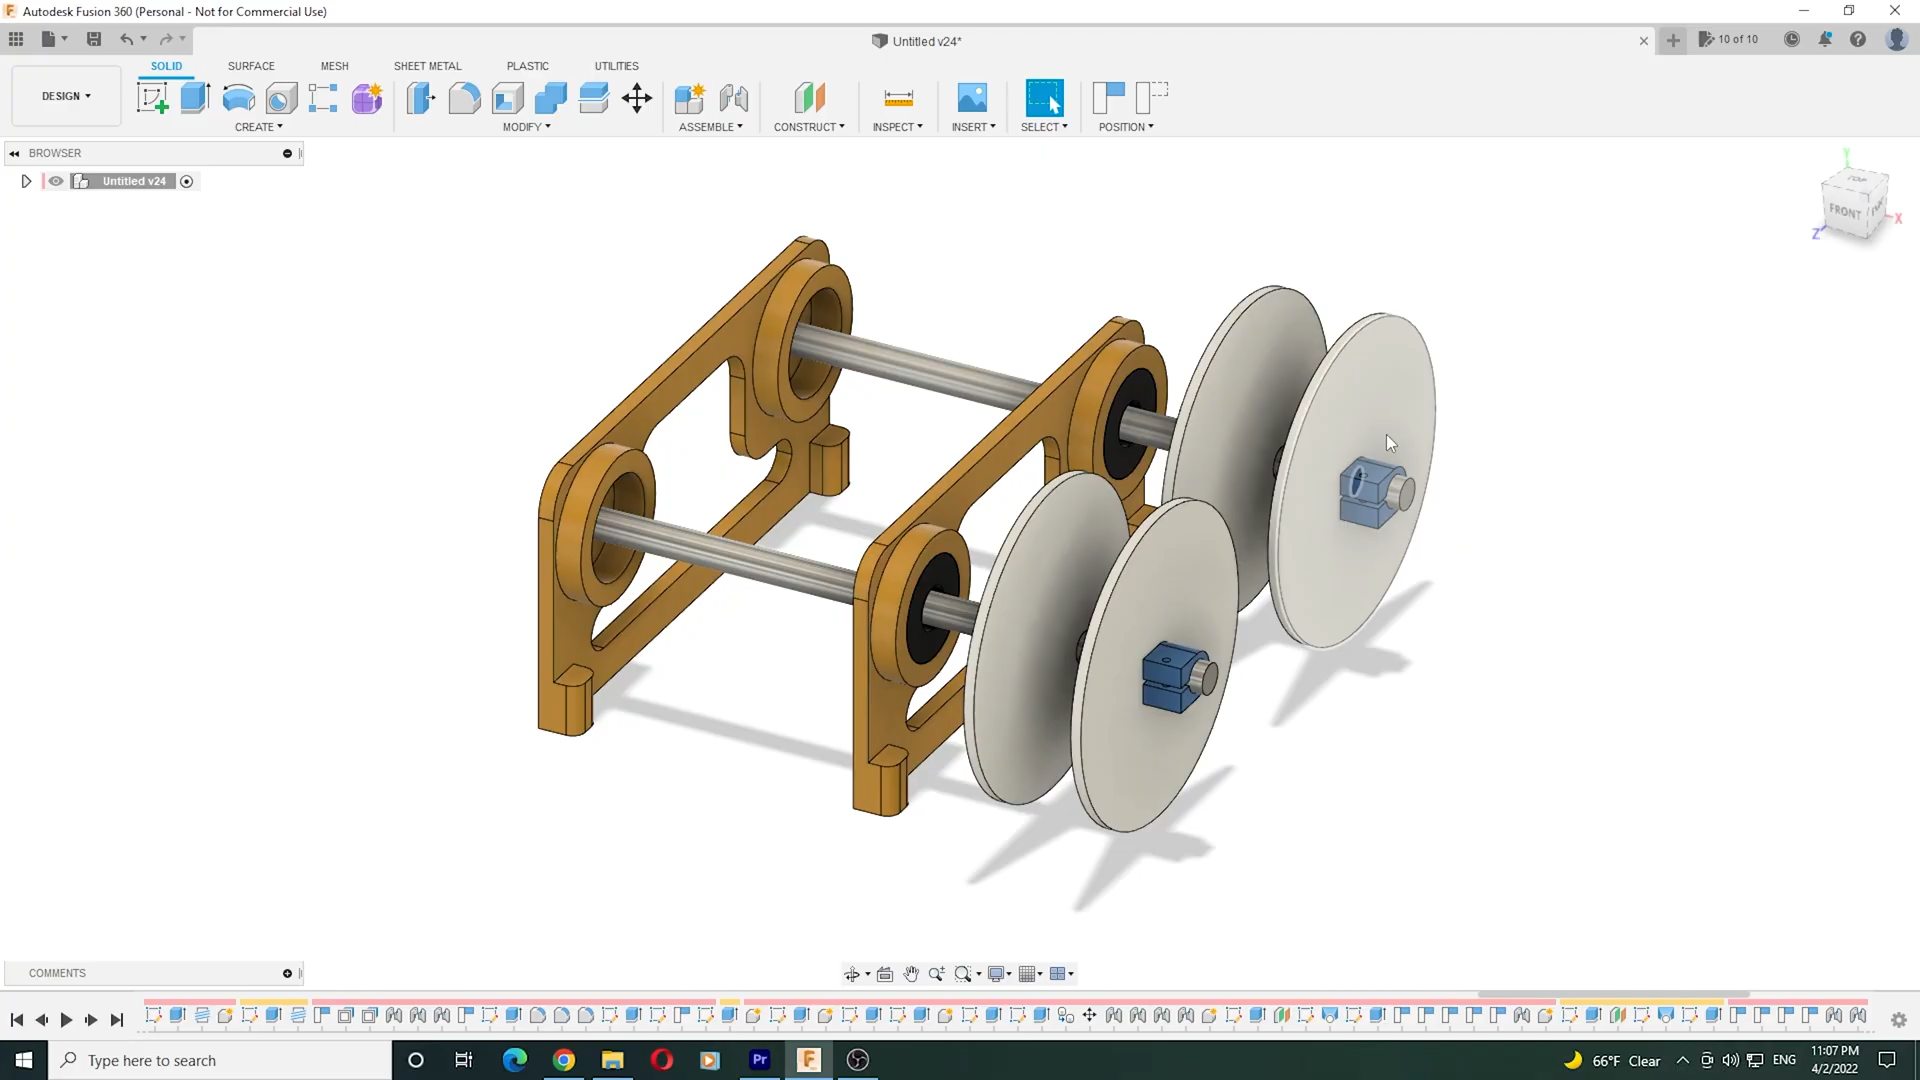 Autodesk Fusion 360 (Personal - Not for Commercial Use)
Untitled v24*
10 of 10
DESIGN
SOLID
SURFACE
MESH
SHEET METAL
PLASTIC
UTILITIES
CREATE
MODIFY
ASSEMBLE
CONSTRUCT
INSPECT
INSERT
SELECT
POSITION
BROWSER
Untitled v24
Y
TOP
FRONT
X
Z
COMMENTS
Type here to search
Pr
F
66°F Clear
ENG
11:07 PM
4/2/2022